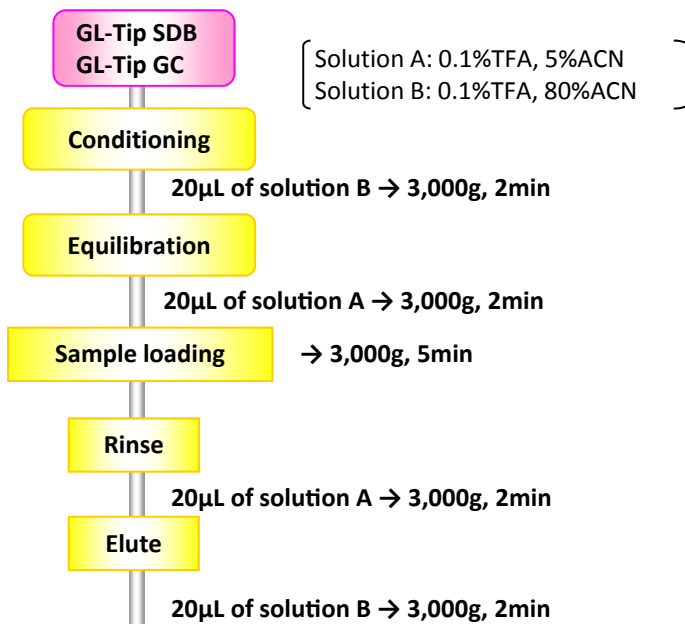 GL-Tip SDB
GL-Tip GC
Solution A: 0.1%TFA, 5%ACN
Solution B: 0.1%TFA, 80%ACN
Conditioning
20µL of solution B → 3,000g, 2min
Equilibration
20µL of solution A → 3,000g, 2min
Sample loading → 3,000g, 5min
Rinse
20µL of solution A → 3,000g, 2min
Elute
20µL of solution B → 3,000g, 2min